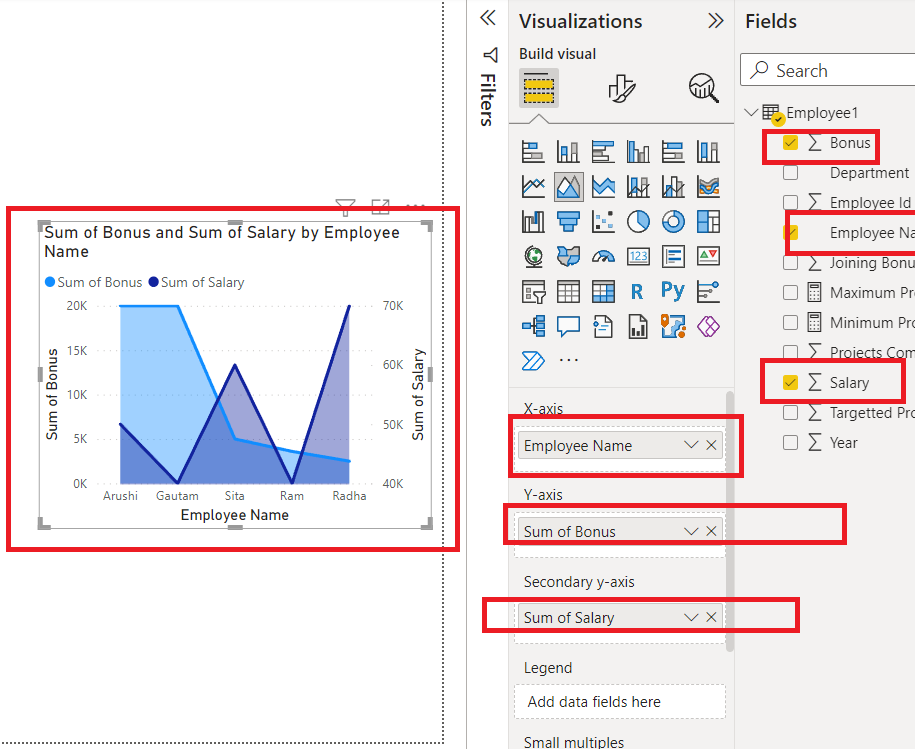 Sum of Bonus and Sum of Salary by Employee
Name
Sum of Bonus Sum of Salary
20K
15K
10K
5K
0K
70K
60K
50K
40K
Sum of Bonus
Sum of Salary
Arushi Gautam Sita Ram Radha
Employee Name
Filters
Visualizations
Build visual
123
R Py
X-axis
Employee Name
Y-axis
Sum of Bonus
Secondary y-axis
Sum of Salary
Legend
Add data fields here
Small multiples
Fields
Search
Employee1
Bonus
Department
Employee Id
Employee Na
Joining Bonu
Maximum Pro
Minimum Pro
Projects Com
Salary
Targetted Pro
Year